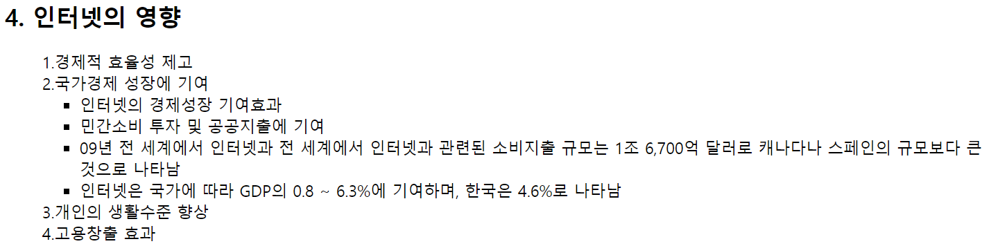 4. 인터넷의 영향
1.경제적 효율성 제고
2.국가경제 성장에 기여
▪ 인터넷의 경제성장 기여효과
▪ 민간소비 투자 및 공공지출에 기여
▪ 09년 전 세계에서 인터넷과 전 세계에서 인터넷과 관련된 소비지출 규모는 1조 6,700억 달러로 캐나다나 스페인의 규모보다 큰
것으로 나타남
▪ 인터넷은 국가에 따라 GDP의 0.8 ~ 6.3%에 기여하며, 한국은 4.6%로 나타남
3.개인의 생활수준 향상
4.고용창출 효과